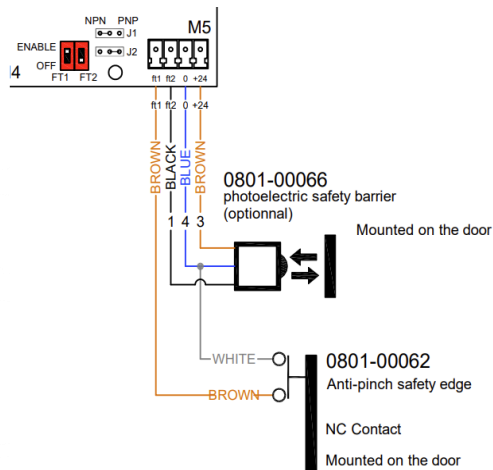 NPN PNP
J1
M5
ENABLE
J2
OFF
FT1 FT2
I4
ft1 ft2 0 +24
ft1 ft2 0 +24
BROWN
BLACK
BLUE
BROWN
0801-00066
photoelectric safety barrier
(optionnal)
1 4 3
Mounted on the door
WHITE
0801-00062
Anti-pinch safety edge
BROWN
NC Contact
Mounted on the door